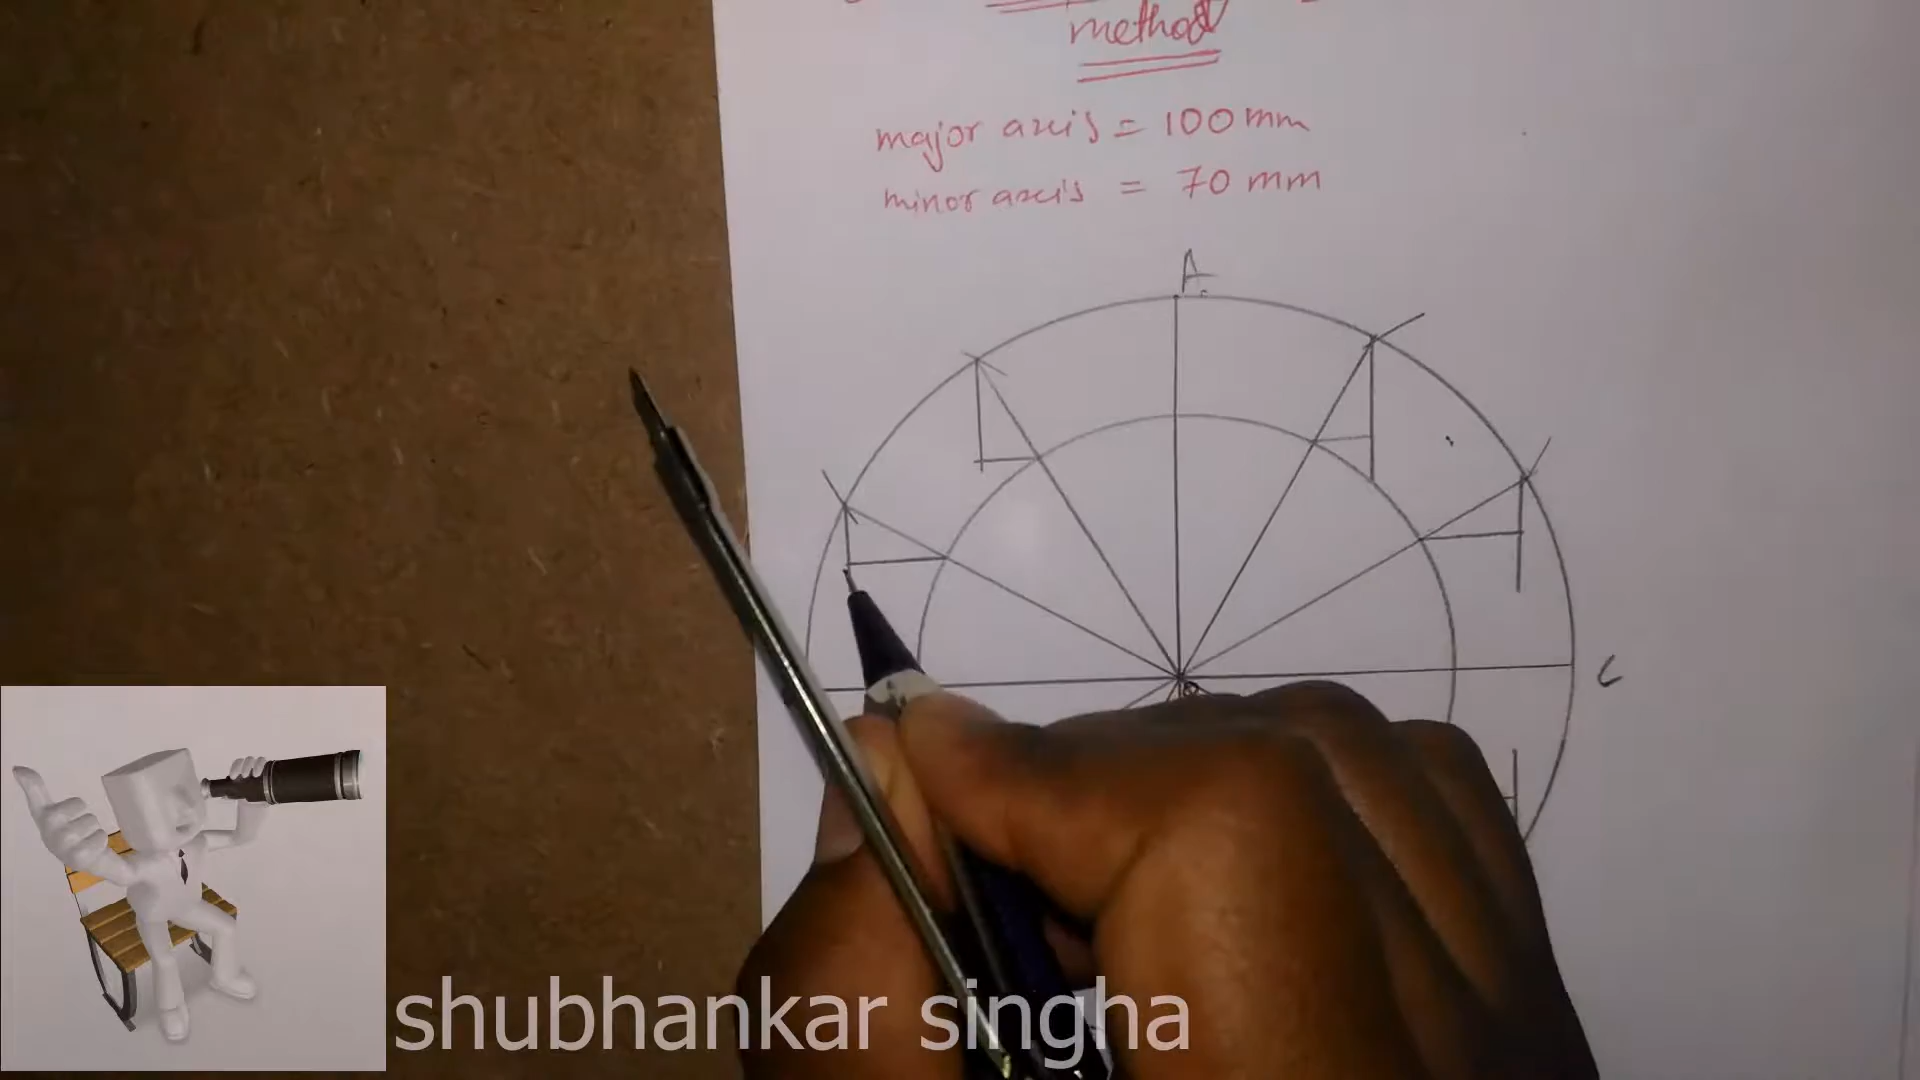 method
major axis = 100 mm
minor axis = 70 mm
A
C
shubhankar singha